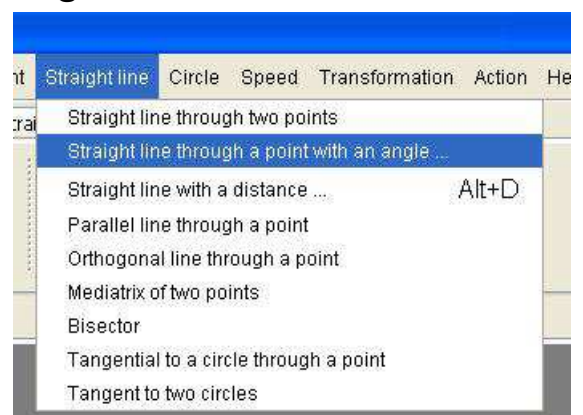 Straight line Circle Speed Transformation Action
Straight line through two points
Straight line through a point with an angle ...
Straight line with a distance ... Alt+D
Parallel line through a point
Orthogonal line through a point
Mediatrix of two points
Bisector
Tangential to a circle through a point
Tangent to two circles